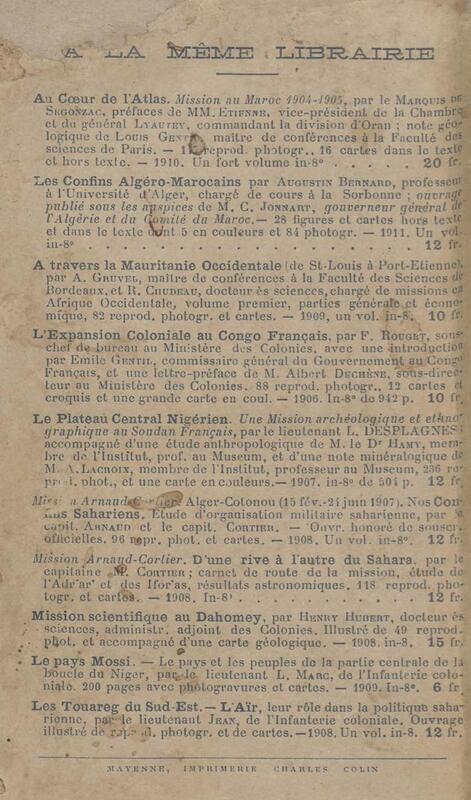 A LA MÊME LIBRAIRIE
Au Cœur de l'Atlas. Mission au Maroc 1904-1905, par le MARQUIS DE
SEGONZAC, préfaces de MM. ETIENNE, vice-président de la Chambre
et du général LYAUTEY, commandant la division d'Oran ; note géo-
logique de LOUIS GENTIL, maître de conférences à la Faculté des
sciences de Paris. — reprod. photogr., 16 cartes dans le texte
et hors texte. — 1910. Un fort volume in-8° . . . . . 20 fr.
Les Confins Algéro-Marocains par AUGUSTIN BERNARD, professeur
à l'Université d'Alger, chargé de cours à la Sorbonne ; ouvrage
publié sous les auspices de M. C. JONNART, gouverneur général de
l'Algérie et du Comité du Maroc. — 28 figures et cartes hors texte
et dans le texte dont 5 en couleurs et 84 photogr. — 1911. Un vol.
in-8° . . . . . . . . . . . . . . . . 12 fr.
A travers la Mauritanie Occidentale (de St-Louis à Port-Etienne),
par A. GRUVEL, maître de conférences à la Faculté des Sciences de
Bordeaux, et R. CHUDEAU, docteur ès sciences, chargé de missions en
Afrique Occidentale, volume premier, parties générale et écono-
mique, 82 reprod. photogr. et cartes. — 1909, un vol. in-8. 10 fr.
L'Expansion Coloniale au Congo Français, par F. ROUGET, sous-
chef de bureau au Ministère des Colonies, avec une introduction
par Emile GENTIL, commissaire général du Gouvernement au Congo
Français, et une lettre-préface de M. Albert DUCHÈNE, sous-direc-
teur au Ministère des Colonies. 88 reprod. photogr., 12 cartes et
croquis et une grande carte en coul. — 1906. In-8° de 942 p. 10 fr.
Le Plateau Central Nigérien. Une Mission archéologique et ethno-
graphique au Soudan Français, par le lieutenant L. DESPLAGNES
accompagné d'une étude anthropologique de M. le Dr HAMY, mem-
bre de l'Institut, prof. au Museum, et d'une note minéralogique de
M. A. LACROIX, membre de l'Institut, professeur au Museum, 236 re-
prod. phot., et une carte en couleurs. — 1907. in-8° de 504 p. 12 fr.
Mission Arnaud-Cortier Alger-Cotonou (15 fév.-24 juin 1907). Nos Con-
fins Sahariens. Etude d'organisation militaire saharienne, par le
capit. ARNAUD et le capit. CORTIER. — Ouvr. honoré de souscr.
officielles. 96 repr. phot. et cartes. — 1908. Un vol. in-8°. 12 fr.
Mission Arnaud-Cortier. D'une rive à l'autre du Sahara, par le
capitaine M. CORTIER ; carnet de route de la mission, étude de
l'Adr'ar' et des Ifor'as, résultats astronomiques. 118 reprod. pho-
togr. et cartes. — 1908. In-8° . . . . . . . . . . 12 fr.
Mission scientifique au Dahomey, par HENRY HUBERT, docteur ès
sciences, administr. adjoint des Colonies. Illustré de 49 reprod.
phot. et accompagné d'une carte géologique. — 1908. in-8. 15 fr.
Le pays Mossi. — Le pays et les peuples de la partie centrale de la
boucle du Niger, par le lieutenant L. MARC, de l'Infanterie colo-
niale. 200 pages avec photogravures et cartes. — 1909. In-8°. 6 fr.
Les Touareg du Sud-Est. — L'Aïr, leur rôle dans la politique saha-
rienne, par le lieutenant JEAN, de l'Infanterie coloniale. Ouvrage
illustré de reprod. photogr. et cartes. — 1908. Un vol. in-8. 12 fr.
MAYENNE, IMPRIMERIE CHARLES COLIN